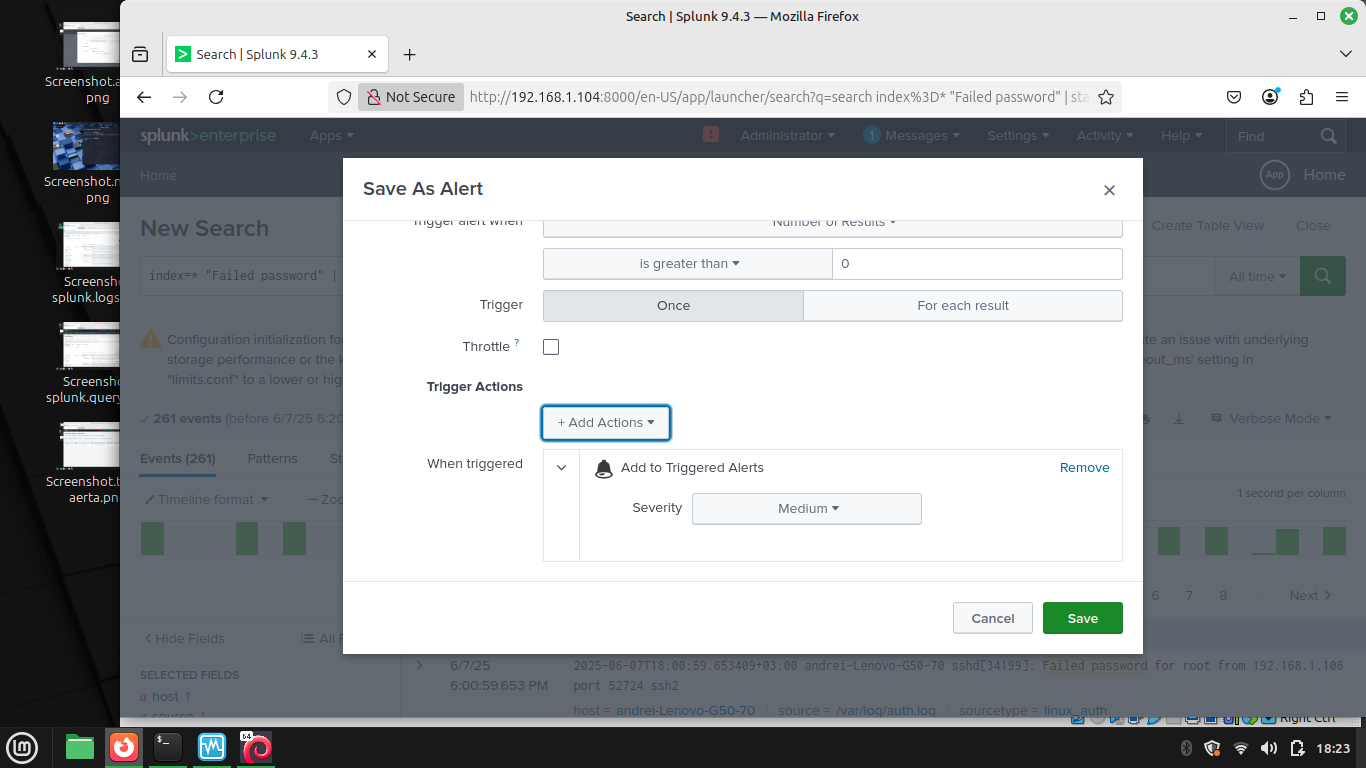 Search | Splunk 9.4.3 — Mozilla Firefox
Search | Splunk 9.4.3
Not Secure
http://192.168.1.104:8000/en-US/app/launcher/search?q=search index%3D* "Failed password" | sta
splunk>enterprise
Apps
Administrator
1 Messages
Settings
Activity
Help
Find
Home
App
Home
New Search
Create Table View
Close
index=* "Failed password" |
All time
Configuration initialization for
te an issue with underlying
storage performance or the k
out_ms' setting in
"limits.conf" to a lower or hig
261 events (before 6/7/25 6:20
Verbose Mode
Events (261)
Patterns
Timeline format
1 second per column
6
7
8
Next
Hide Fields
SELECTED FIELDS
a host 1
a source 1
6/7/25
6:00:59.653 PM
2025-06-07T18:00:59.653409+03:00 andrei-Lenovo-G50-70 sshd[34199]: Failed password for root from 192.168.1.106
port 52724 ssh2
host = andrei-Lenovo-G50-70
source = /var/log/auth.log
sourcetype = linux_auth
Save As Alert
Trigger alert when
Number of Results
is greater than
0
Trigger
Once
For each result
Throttle ?
Trigger Actions
+ Add Actions
When triggered
Add to Triggered Alerts
Remove
Severity
Medium
Cancel
Save
Screenshot.a
png
Screenshot.n
png
Screensh
splunk.logs
Screensh
splunk.query
Screenshot.t
aerta.pn
Right Ctrl
64
18:23